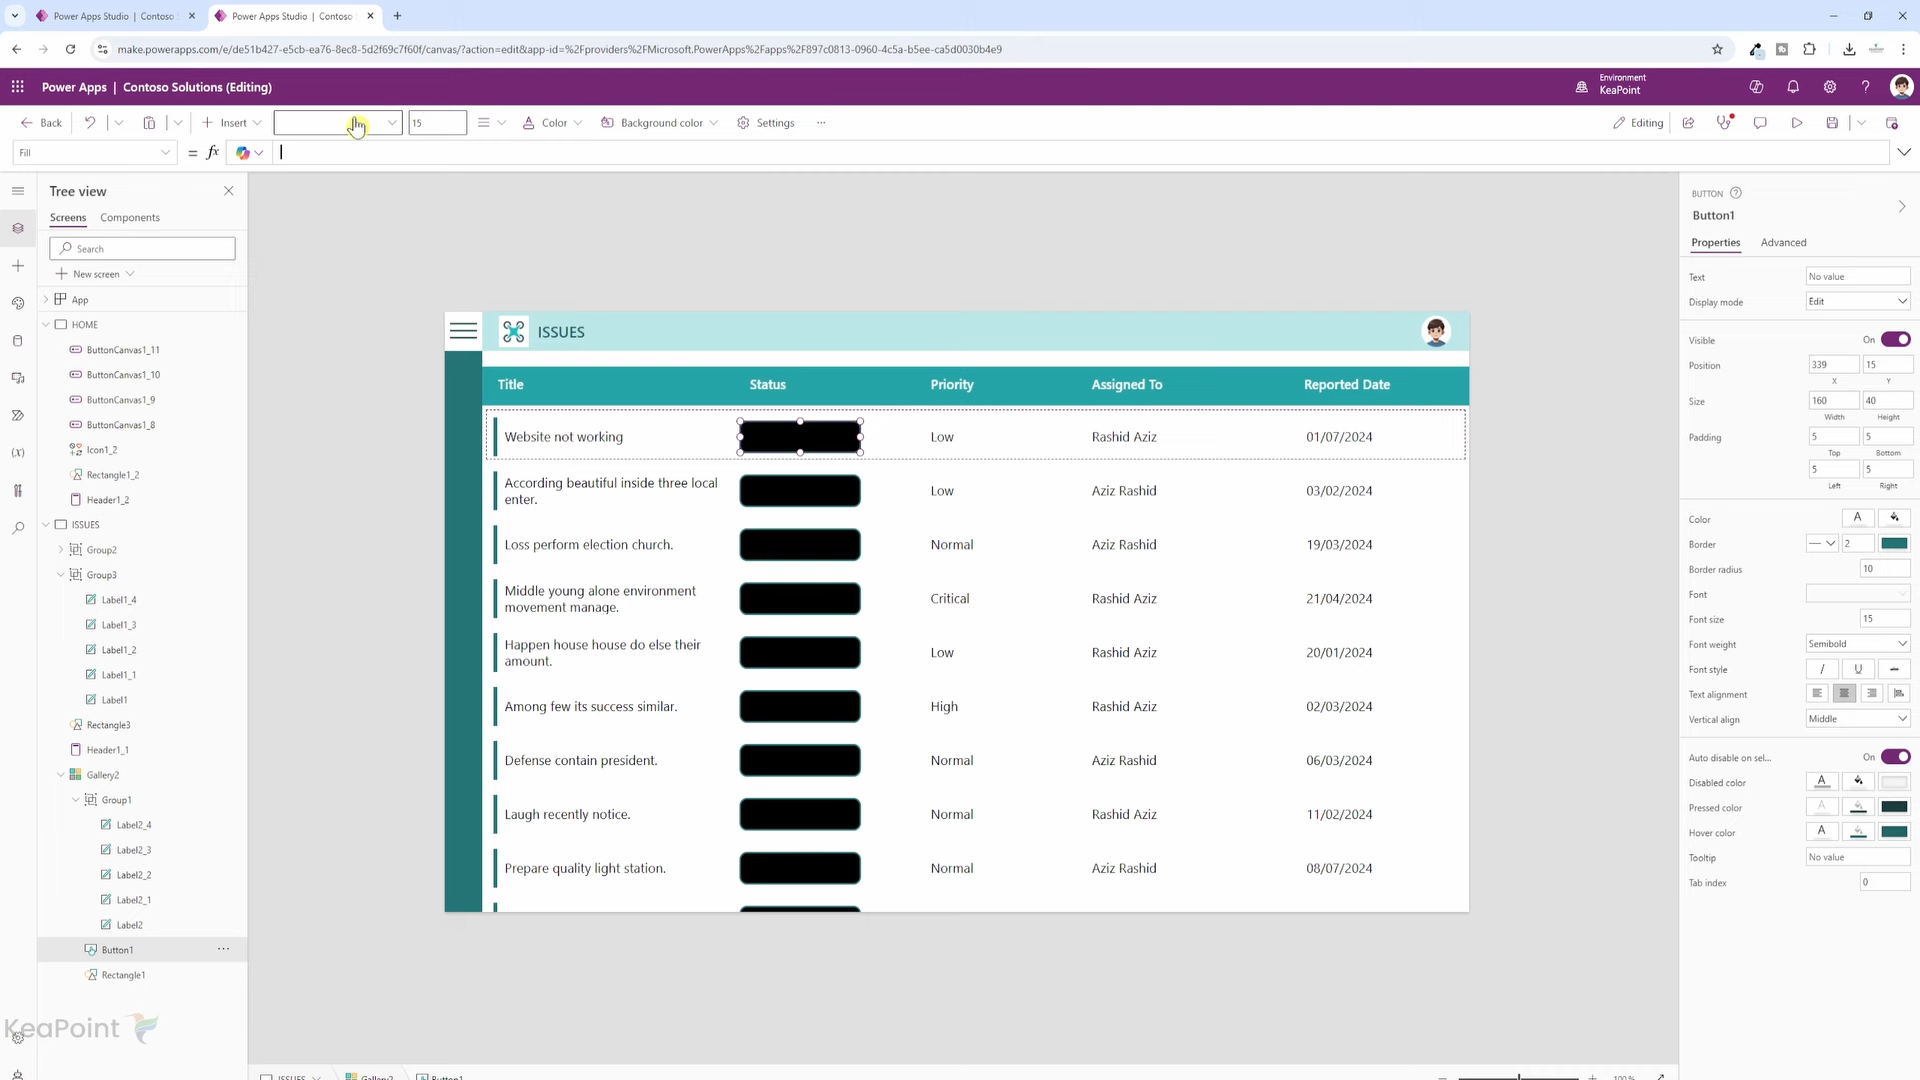 Power Apps Studio | Contoso
Power Apps Studio | Contoso
make.powerapps.com/e/de51b427-e5cb-ea76-8ec8-5d2f69c7f60f/canvas/?action=edit&app-id=%2Fproviders%2FMicrosoft.PowerApps%2Fapps%2F897c0813-0960-4c5a-b5ee-ca5d0030b4e9
Power Apps | Contoso Solutions (Editing)
Environment
KeaPoint
Back
Insert
15
Color
Background color
Settings
Editing
Fill
= fx
Tree view
Screens
Components
Search
New screen
App
HOME
ButtonCanvas1_11
ButtonCanvas1_10
ButtonCanvas1_9
ButtonCanvas1_8
Icon1_2
Rectangle1_2
Header1_2
ISSUES
Group2
Group3
Label1_4
Label1_3
Label1_2
Label1_1
Label1
Rectangle3
Header1_1
Gallery2
Group1
Label2_4
Label2_3
Label2_2
Label2_1
Label2
Button1
Rectangle1
KeaPoint
ISSUES
Title Status Priority Assigned To Reported Date
Website not working Low Rashid Aziz 01/07/2024
According beautiful inside three local enter. Low Aziz Rashid 03/02/2024
Loss perform election church. Normal Aziz Rashid 19/03/2024
Middle young alone environment movement manage. Critical Rashid Aziz 21/04/2024
Happen house house do else their amount. Low Rashid Aziz 20/01/2024
Among few its success similar. High Rashid Aziz 02/03/2024
Defense contain president. Normal Aziz Rashid 06/03/2024
Laugh recently notice. Normal Aziz Rashid 11/02/2024
Prepare quality light station. Normal Aziz Rashid 08/07/2024
ISSUES
Gallery2
Button1
100%
BUTTON
Button1
Properties
Advanced
Text No value
Display mode Edit
Visible On
Position 339 15
X Y
Size 160 40
Width Height
Padding 5 5
Top Bottom
5 5
Left Right
Color
Border 2
Border radius 10
Font
Font size 15
Font weight Semibold
Font style
Text alignment
Vertical align Middle
Auto disable on sel... On
Disabled color
Pressed color
Hover color
Tooltip No value
Tab index 0